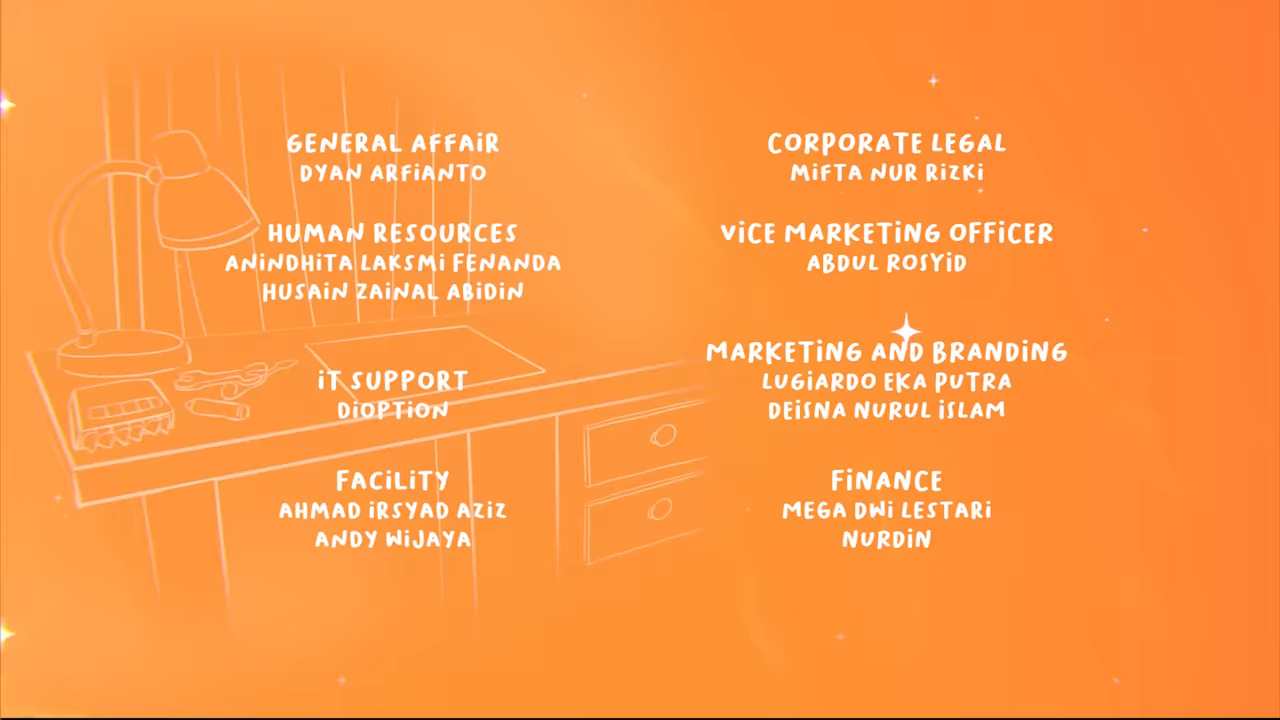 GENERAL AFFAiR
DYAN ARFiANTO
HUMAN RESOURCES
ANiNDHiTA LAKSMi FENANDA
HUSAiN ZAiNAL ABiDiN
iT SUPPORT
DiOPTiON
FACiLiTY
AHMAD iRSYAD AZiZ
ANDY WiJAYA
CORPORATE LEGAL
MiFTA NUR RiZKi
ViCE MARKETiNG OFFiCER
ABDUL ROSYiD
MARKETiNG AND BRANDiNG
LUGiARDO EKA PUTRA
DEiSNA NURUL iSLAM
FiNANCE
MEGA DWi LESTARi
NURDiN